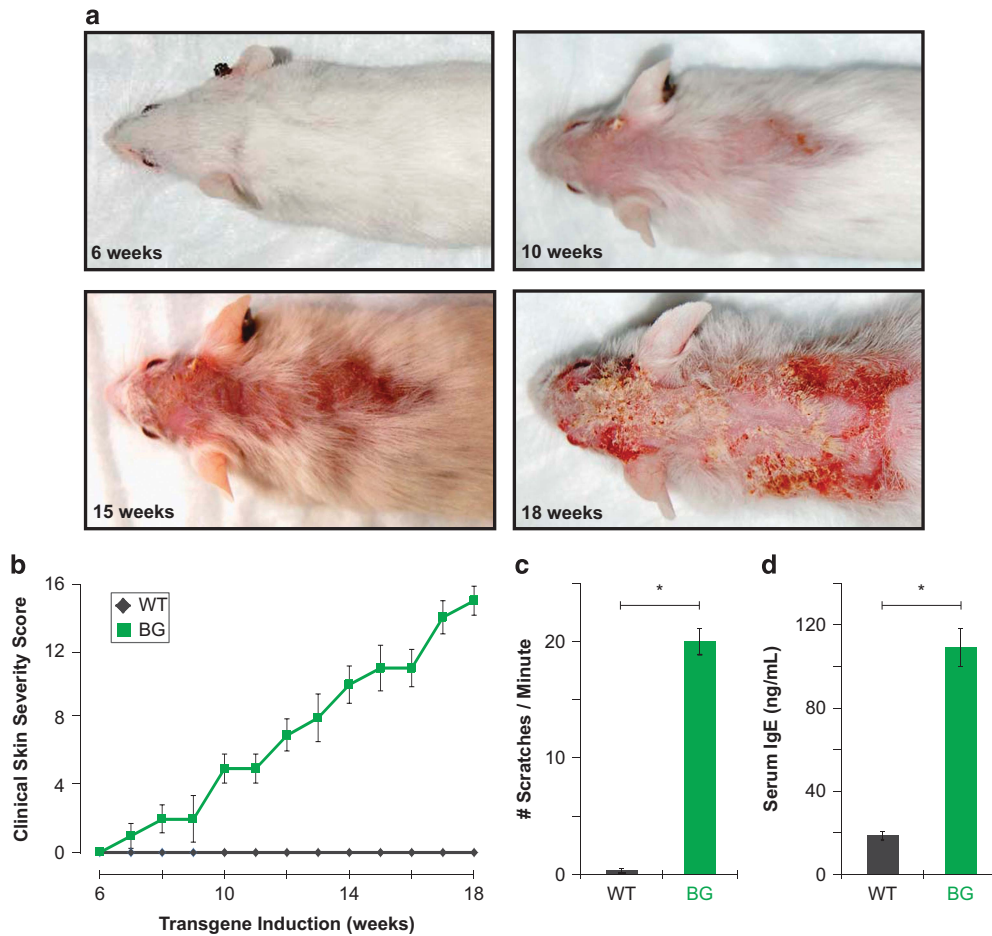 a
6 weeks
10 weeks
15 weeks
18 weeks
b
Clinical Skin Severity Score
16
12
8
4
0
WT
BG
6
10
14
18
Transgene Induction (weeks)
c
# Scratches / Minute
20
10
0
*
WT
BG
d
Serum IgE (ng/mL)
120
80
40
0
*
WT
BG